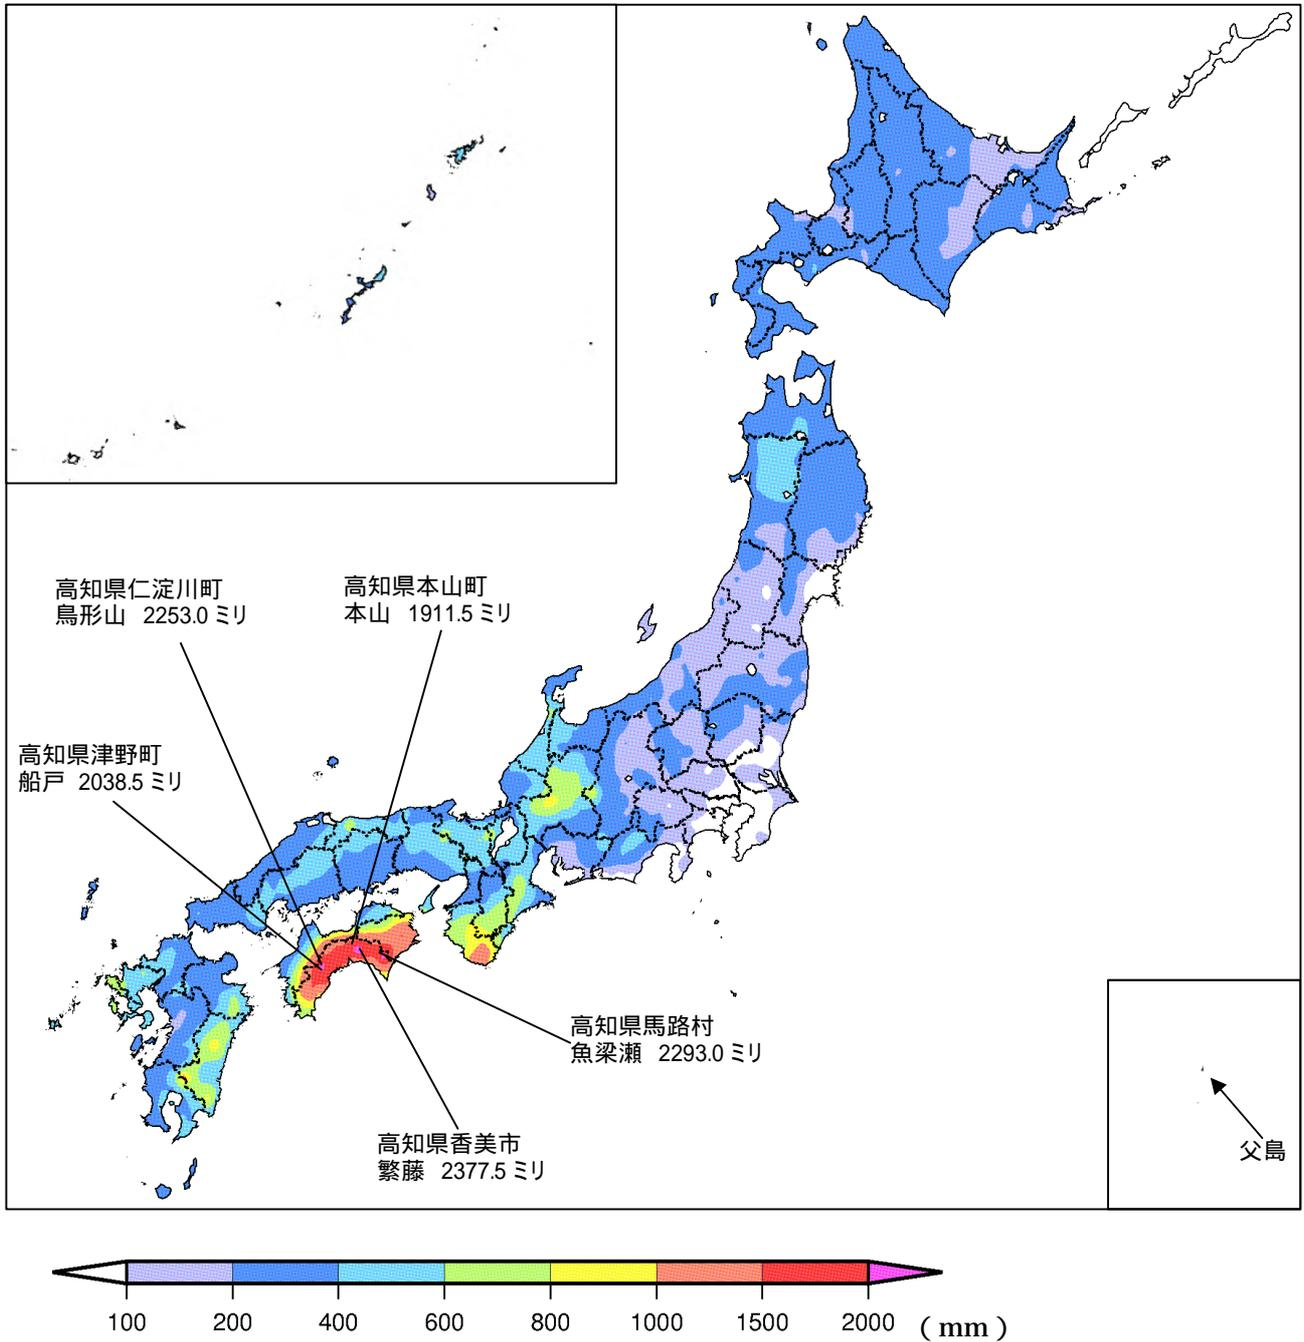 高知県仁淀川町
鳥形山 2253.0 ミリ
高知県本山町
本山 1911.5 ミリ
高知県津野町
船戸 2038.5 ミリ
高知県馬路村
魚梁瀬 2293.0 ミリ
高知県香美市
繁藤 2377.5 ミリ
父島
100 200 400 600 800 1000 1500 2000 (mm)